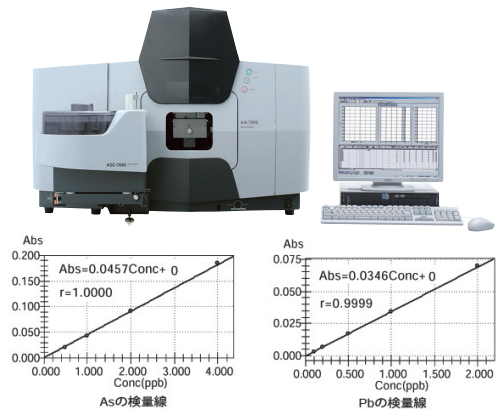 AA-7000
ASC-7000
Abs
0.200
0.150
0.100
0.050
0.000
Abs=0.0457Conc+ 0
r=1.0000
0.000 1.000 2.000 3.000 4.000
Conc(ppb)
Asの検量線
Abs
0.075
0.050
0.025
0.000
Abs=0.0346Conc+ 0
r=0.9999
0.000 0.500 1.000 1.500 2.000
Conc(ppb)
Pbの検量線